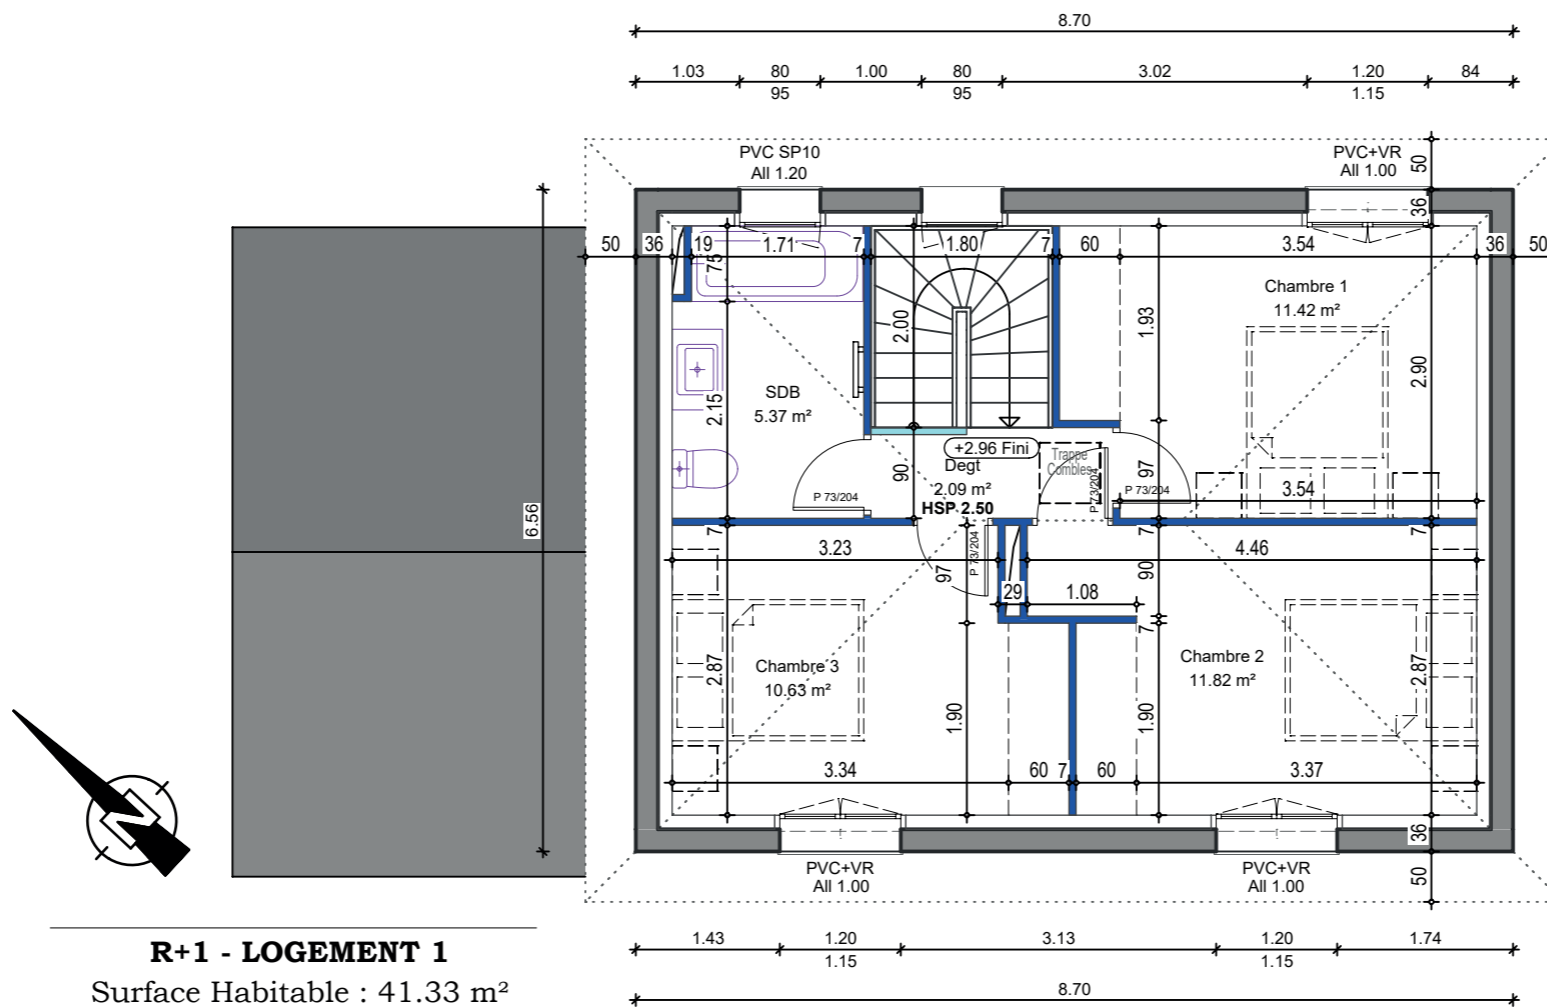 8.70
1.03 80 1.00 80 3.02 1.20 84
95 95 1.15
PVC SP10
All 1.20
PVC+VR
All 1.00
50
36
50 36 19 1.71 7 1.80 7 60 3.54 36 50
75
2.00
1.93
Chambre 1
11.42 m²
2.90
2.15
SDB
5.37 m²
+2.96 Fini
Degt
2.09 m²
HSP 2.50
Trappe
Combles
90
97
P 73/204
P 73/204
P 73/204
3.54
6.56
7
3.23
97
P 73/204
29
1.08
7
90
7
4.46
7
Chambre 3
10.63 m²
2.87
1.90
Chambre 2
11.82 m²
1.90
2.87
3.34 60 7 60 3.37
36
50
PVC+VR
All 1.00
PVC+VR
All 1.00
1.43 1.20 3.13 1.20 1.74
1.15 1.15
8.70
R+1 - LOGEMENT 1
Surface Habitable : 41.33 m²